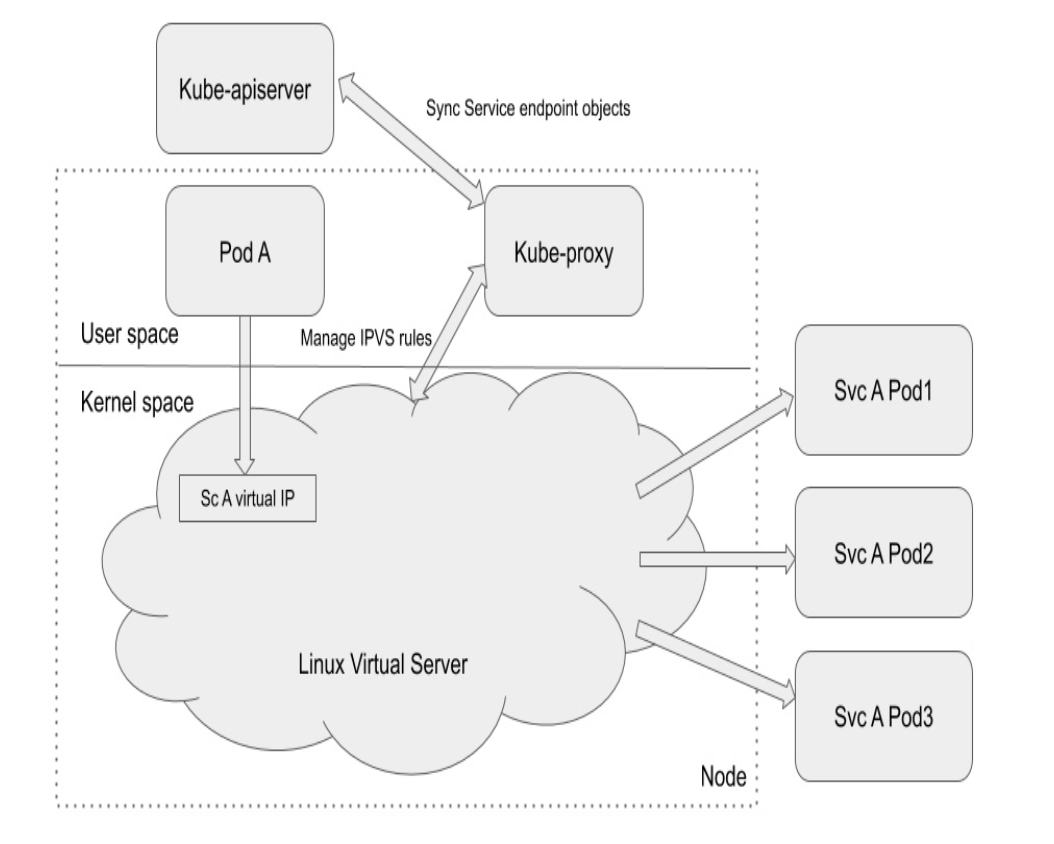 Kube-apiserver
Sync Service endpoint objects
Pod A
Kube-proxy
User space
Manage IPVS rules
Kernel space
Svc A Pod1
Sc A virtual IP
Svc A Pod2
Linux Virtual Server
Svc A Pod3
Node